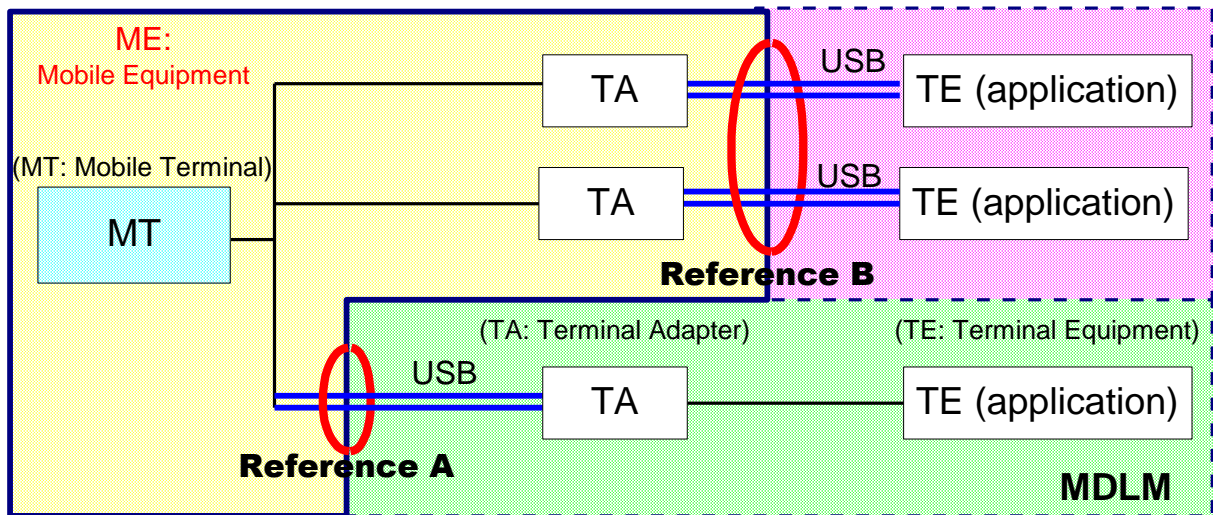 ME:
Mobile Equipment
TA
USB
TE (application)
(MT: Mobile Terminal)
MT
TA
USB
TE (application)
Reference B
(TA: Terminal Adapter)
(TE: Terminal Equipment)
USB
TA
TE (application)
Reference A
MDLM